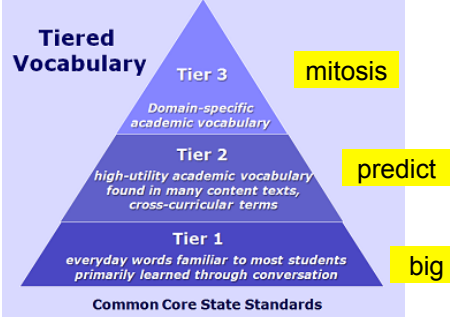 Tiered
Vocabulary
Tier 3
mitosis
Domain-specific
academic vocabulary
Tier 2
high-utility academic vocabulary
found in many content texts,
cross-curricular terms
predict
Tier 1
everyday words familiar to most students
primarily learned through conversation
big
Common Core State Standards